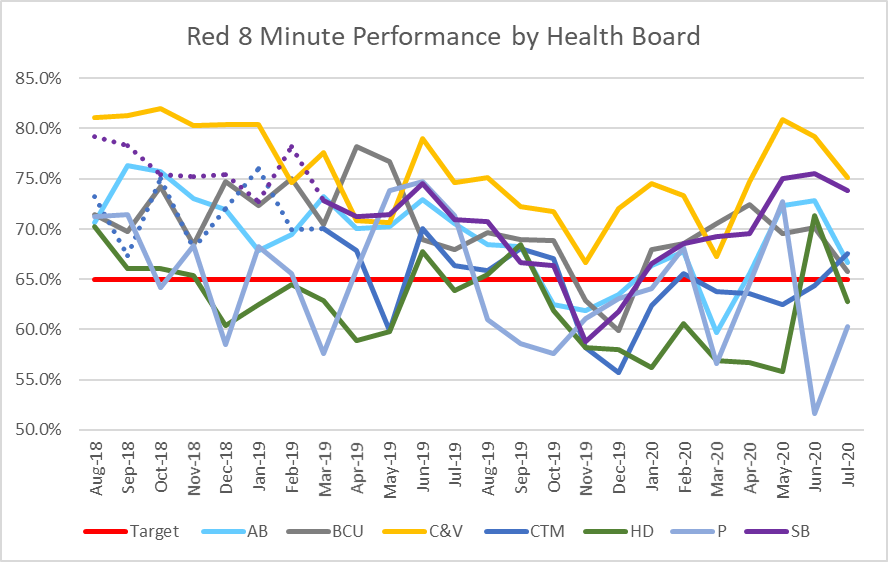 Red 8 Minute Performance by Health Board
85.0%
80.0%
75.0%
70.0%
65.0%
60.0%
55.0%
50.0%
Aug-18 Sep-18 Oct-18 Nov-18 Dec-18 Jan-19 Feb-19 Mar-19 Apr-19 May-19 Jun-19 Jul-19 Aug-19 Sep-19 Oct-19 Nov-19 Dec-19 Jan-20 Feb-20 Mar-20 Apr-20 May-20 Jun-20 Jul-20
Target AB BCU C&V CTM HD P SB